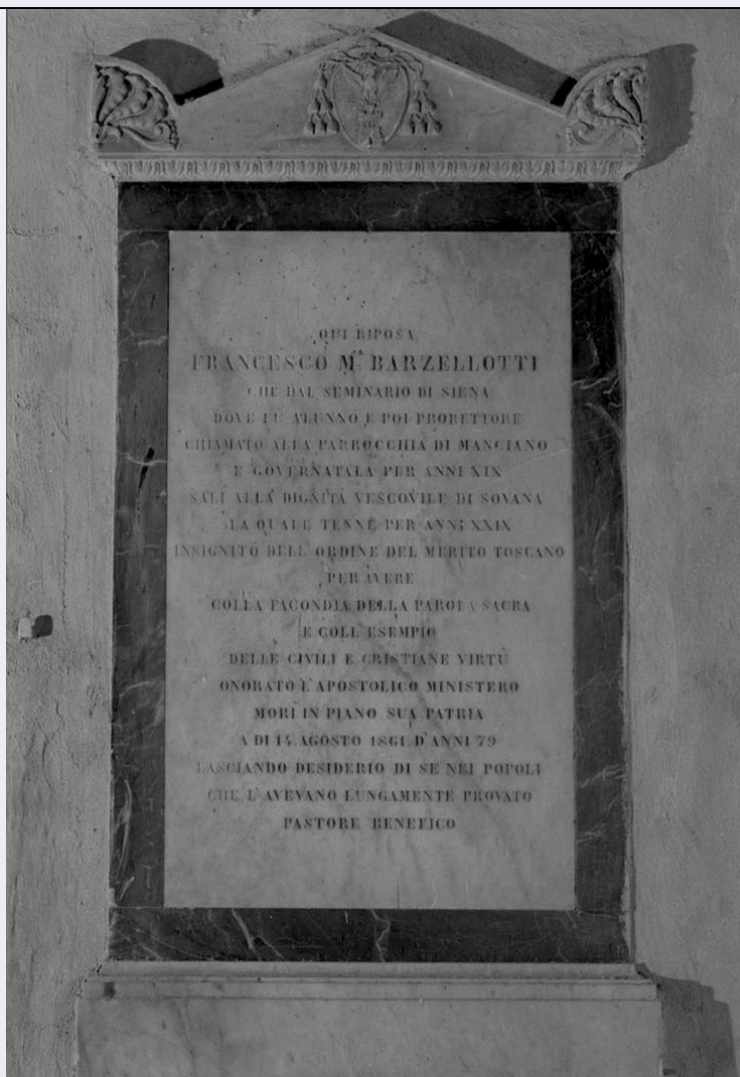 QUI RIPOSA
FRANCESCO Mᴬ BARZELLOTTI
CHE DAL SEMINARIO DI SIENA
DOVE FU ALUNNO E POI PRORETTORE
CHIAMATO ALLA PARROCCHIA DI MANCIANO
E GOVERNATALA PER ANNI XIX
SALÌ ALLA DIGNITÀ VESCOVILE DI SOVANA
LA QUALE TENNE PER ANNI XXIX
INSIGNITO DELL'ORDINE DEL MERITO TOSCANO
PER AVERE
COLLA FACONDIA DELLA PAROLA SACRA
E COLL'ESEMPIO
DELLE CIVILI E CRISTIANE VIRTÙ
ONORATO L'APOSTOLICO MINISTERO
MORÌ IN PIANO SUA PATRIA
A DÌ 14 AGOSTO 1861 D'ANNI 79
LASCIANDO DESIDERIO DI SE NEI POPOLI
CHE L'AVEVANO LUNGAMENTE PROVATO
PASTORE BENEFICO